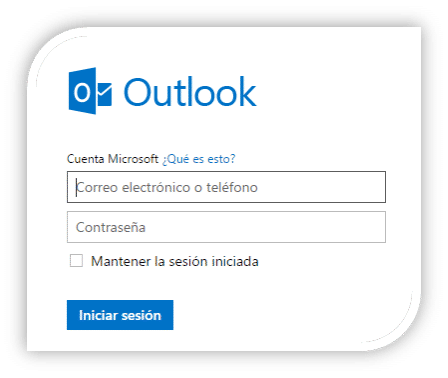 Outlook
Cuenta Microsoft ¿Qué es esto?
Correo electrónico o teléfono
Contraseña
Mantener la sesión iniciada
Iniciar sesión